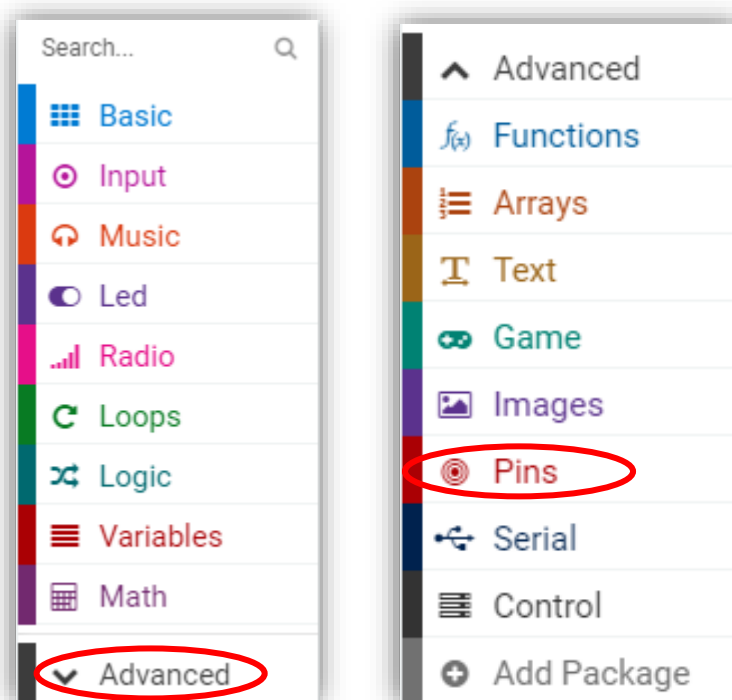 Search...
Basic
Input
Music
Led
Radio
Loops
Logic
Variables
Math
Advanced
Advanced
f(x) Functions
Arrays
Text
Game
Images
Pins
Serial
Control
Add Package